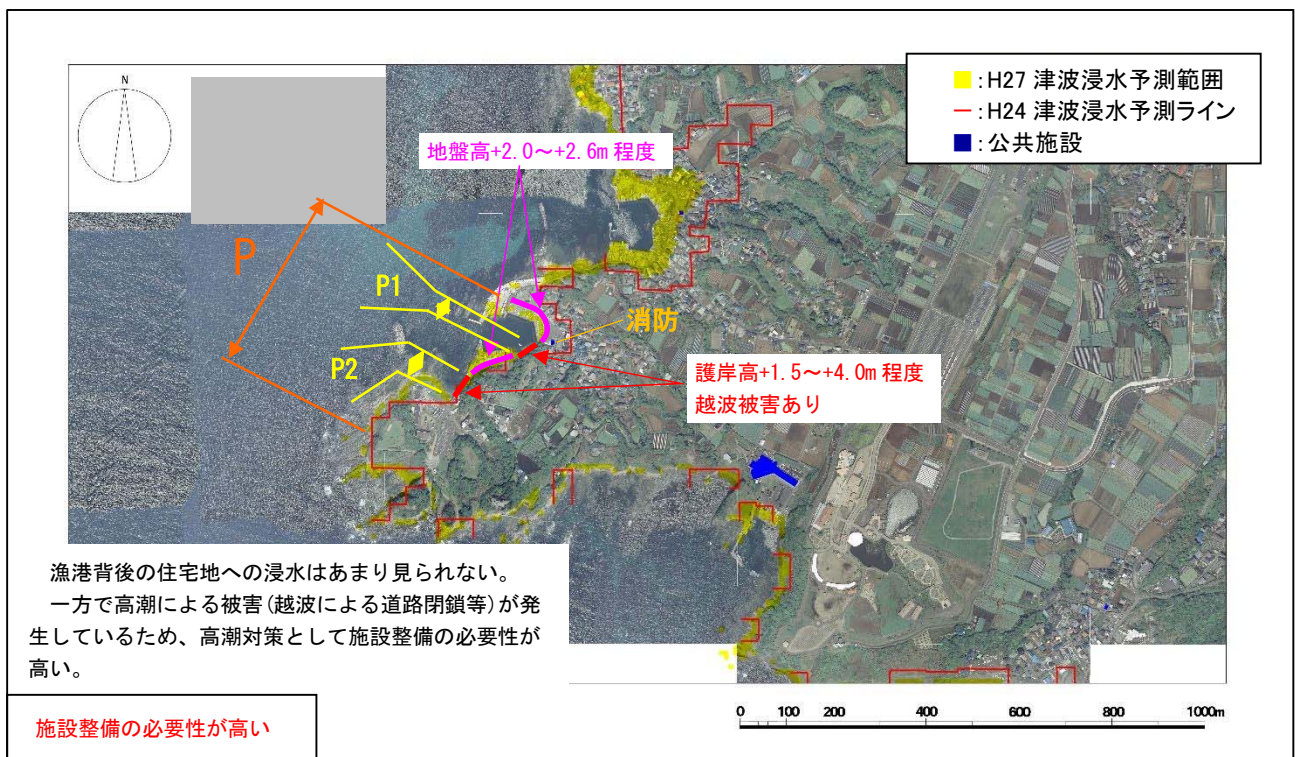 N
■:H27 津波浸水予測範囲
―:H24 津波浸水予測ライン
■:公共施設
地盤高+2.0～+2.6m 程度
P
P1
P2
消防
護岸高+1.5～+4.0m 程度
越波被害あり
漁港背後の住宅地への浸水はあまり見られない。
一方で高潮による被害(越波による道路閉鎖等)が発
生しているため、高潮対策として施設整備の必要性が
高い。
施設整備の必要性が高い
0 100 200 400 600 800 1000m